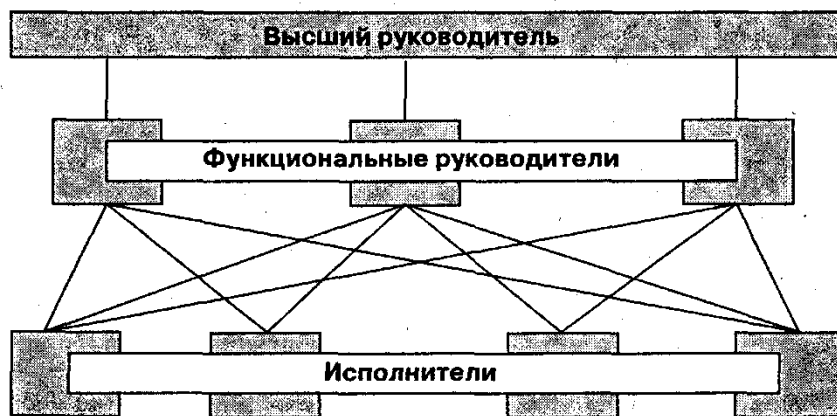 Высший руководитель
Функциональные руководители
Исполнители